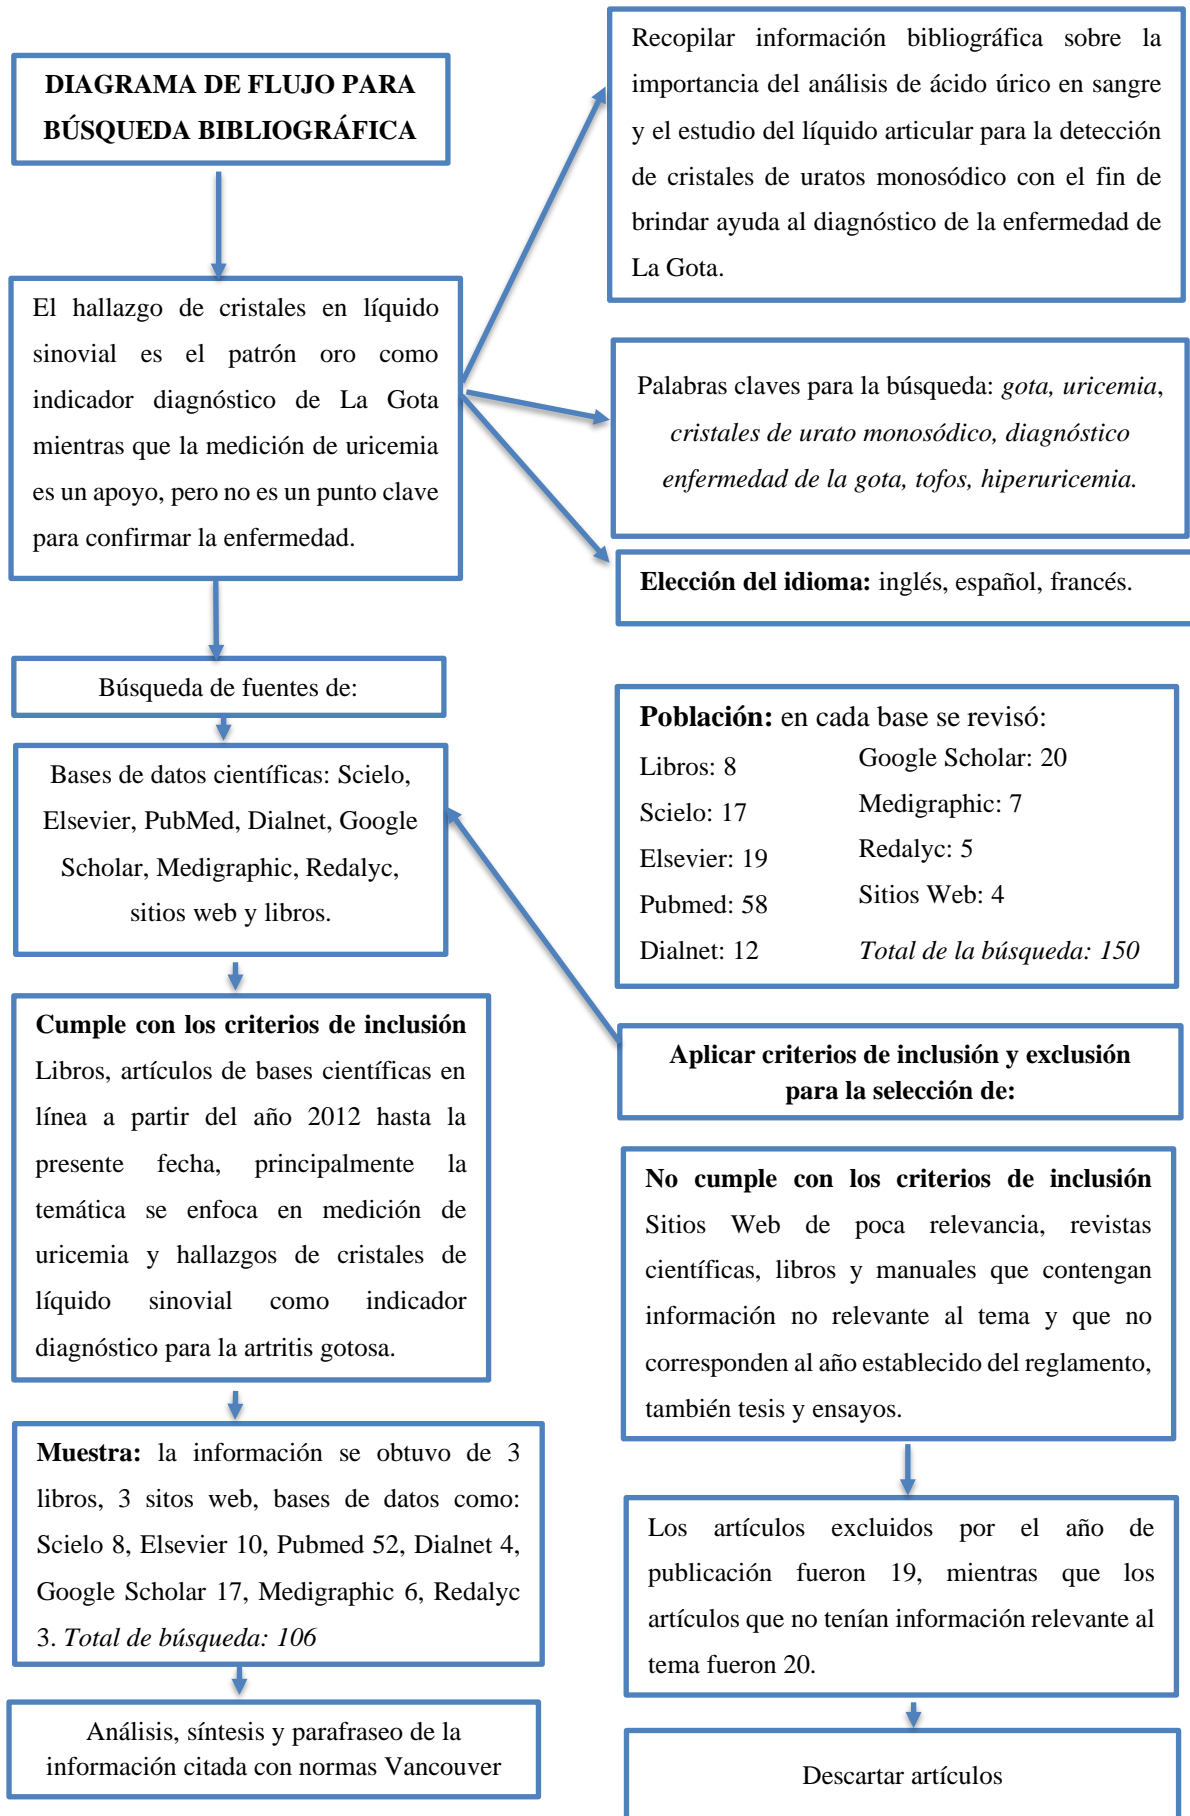 DIAGRAMA DE FLUJO PARA
BÚSQUEDA BIBLIOGRÁFICA
Recopilar información bibliográfica sobre la
importancia del análisis de ácido úrico en sangre
y el estudio del líquido articular para la detección
de cristales de uratos monosódico con el fin de
brindar ayuda al diagnóstico de la enfermedad de
La Gota.
El hallazgo de cristales en líquido
sinovial es el patrón oro como
indicador diagnóstico de La Gota
mientras que la medición de uricemia
es un apoyo, pero no es un punto clave
para confirmar la enfermedad.
Palabras claves para la búsqueda: gota, uricemia,
cristales de urato monosódico, diagnóstico
enfermedad de la gota, tofos, hiperuricemia.
Elección del idioma: inglés, español, francés.
Búsqueda de fuentes de:
Bases de datos científicas: Scielo,
Elsevier, PubMed, Dialnet, Google
Scholar, Medigraphic, Redalyc,
sitios web y libros.
Población: en cada base se revisó:
Libros: 8
Scielo: 17
Elsevier: 19
Pubmed: 58
Dialnet: 12
Google Scholar: 20
Medigraphic: 7
Redalyc: 5
Sitios Web: 4
Total de la búsqueda: 150
Aplicar criterios de inclusión y exclusión
para la selección de:
Cumple con los criterios de inclusión
Libros, artículos de bases científicas en
línea a partir del año 2012 hasta la
presente fecha, principalmente la
temática se enfoca en medición de
uricemia y hallazgos de cristales de
líquido sinovial como indicador
diagnóstico para la artritis gotosa.
No cumple con los criterios de inclusión
Sitios Web de poca relevancia, revistas
científicas, libros y manuales que contengan
información no relevante al tema y que no
corresponden al año establecido del reglamento,
también tesis y ensayos.
Muestra: la información se obtuvo de 3
libros, 3 sitos web, bases de datos como:
Scielo 8, Elsevier 10, Pubmed 52, Dialnet 4,
Google Scholar 17, Medigraphic 6, Redalyc
3. Total de búsqueda: 106
Los artículos excluidos por el año de
publicación fueron 19, mientras que los
artículos que no tenían información relevante al
tema fueron 20.
Análisis, síntesis y parafraseo de la
información citada con normas Vancouver
Descartar artículos